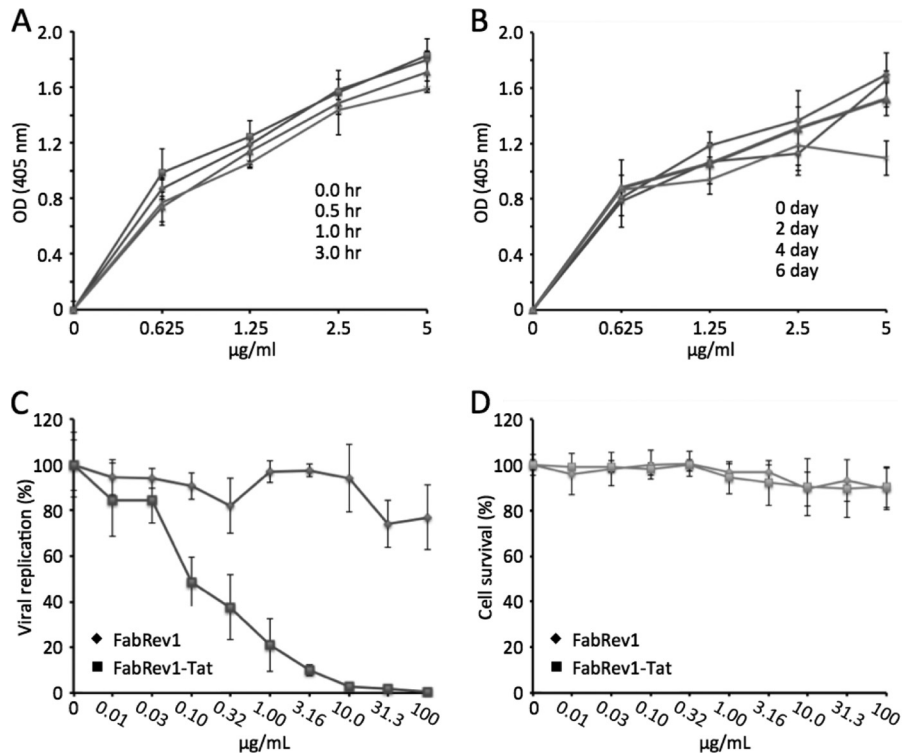 A
OD (405 nm)
2.0
1.6
1.2
0.8
0.4
0
0.0 hr
0.5 hr
1.0 hr
3.0 hr
0 0.625 1.25 2.5 5
µg/ml
B
OD (405 nm)
2.0
1.6
1.2
0.8
0.4
0
0 day
2 day
4 day
6 day
0 0.625 1.25 2.5 5
µg/ml
C
Viral replication (%)
120
100
80
60
40
20
0
FabRev1
FabRev1-Tat
0 0.01 0.03 0.10 0.32 1.00 3.16 10.0 31.3 100
µg/mL
D
Cell survival (%)
120
100
80
60
40
20
0
FabRev1
FabRev1-Tat
0 0.01 0.03 0.10 0.32 1.00 3.16 10.0 31.3 100
µg/mL